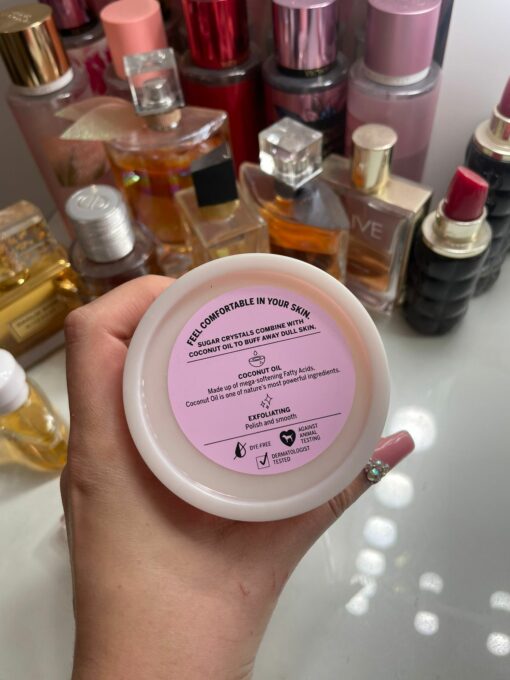 FEEL COMFORTABLE IN YOUR SKIN.
SUGAR CRYSTALS COMBINE WITH
COCONUT OIL TO BUFF AWAY DULL SKIN.
COCONUT OIL
Made up of mega-softening Fatty Acids.
Coconut Oil is one of nature's most powerful ingredients.
EXFOLIATING
Polish and smooth
DYE-FREE
AGAINST
ANIMAL
TESTING
DERMATOLOGIST
TESTED